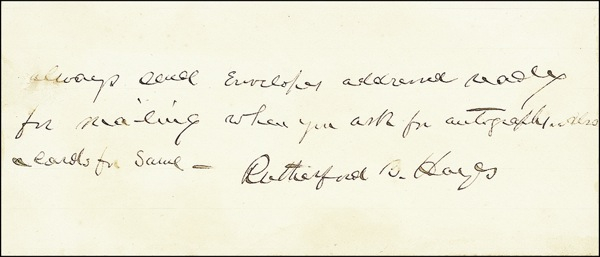 always send Envelopes addressed ready
for mailing when you ask for autographs. also
cards for same –
Rutherford B. Hayes